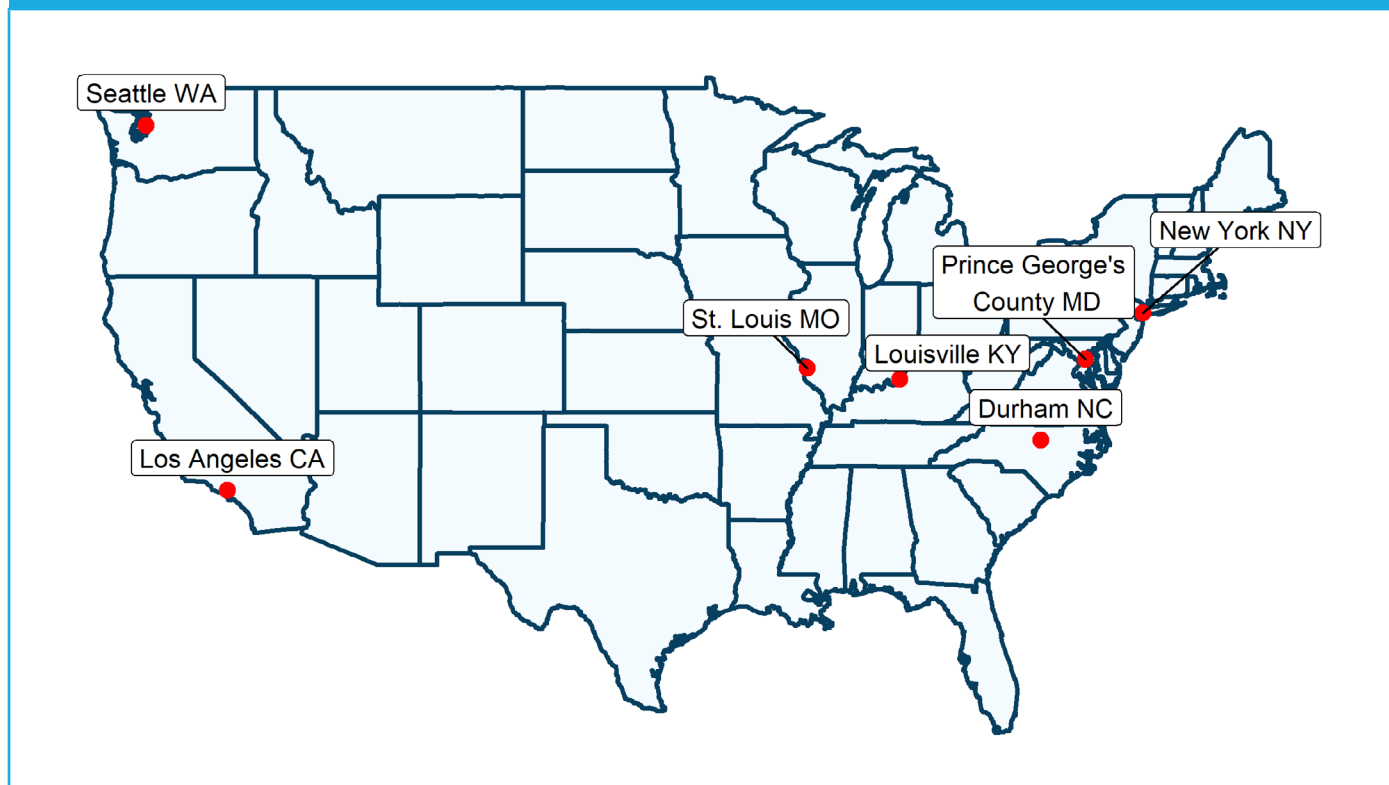 Seattle WA
New York NY
Prince George's
County MD
St. Louis MO
Louisville KY
Durham NC
Los Angeles CA